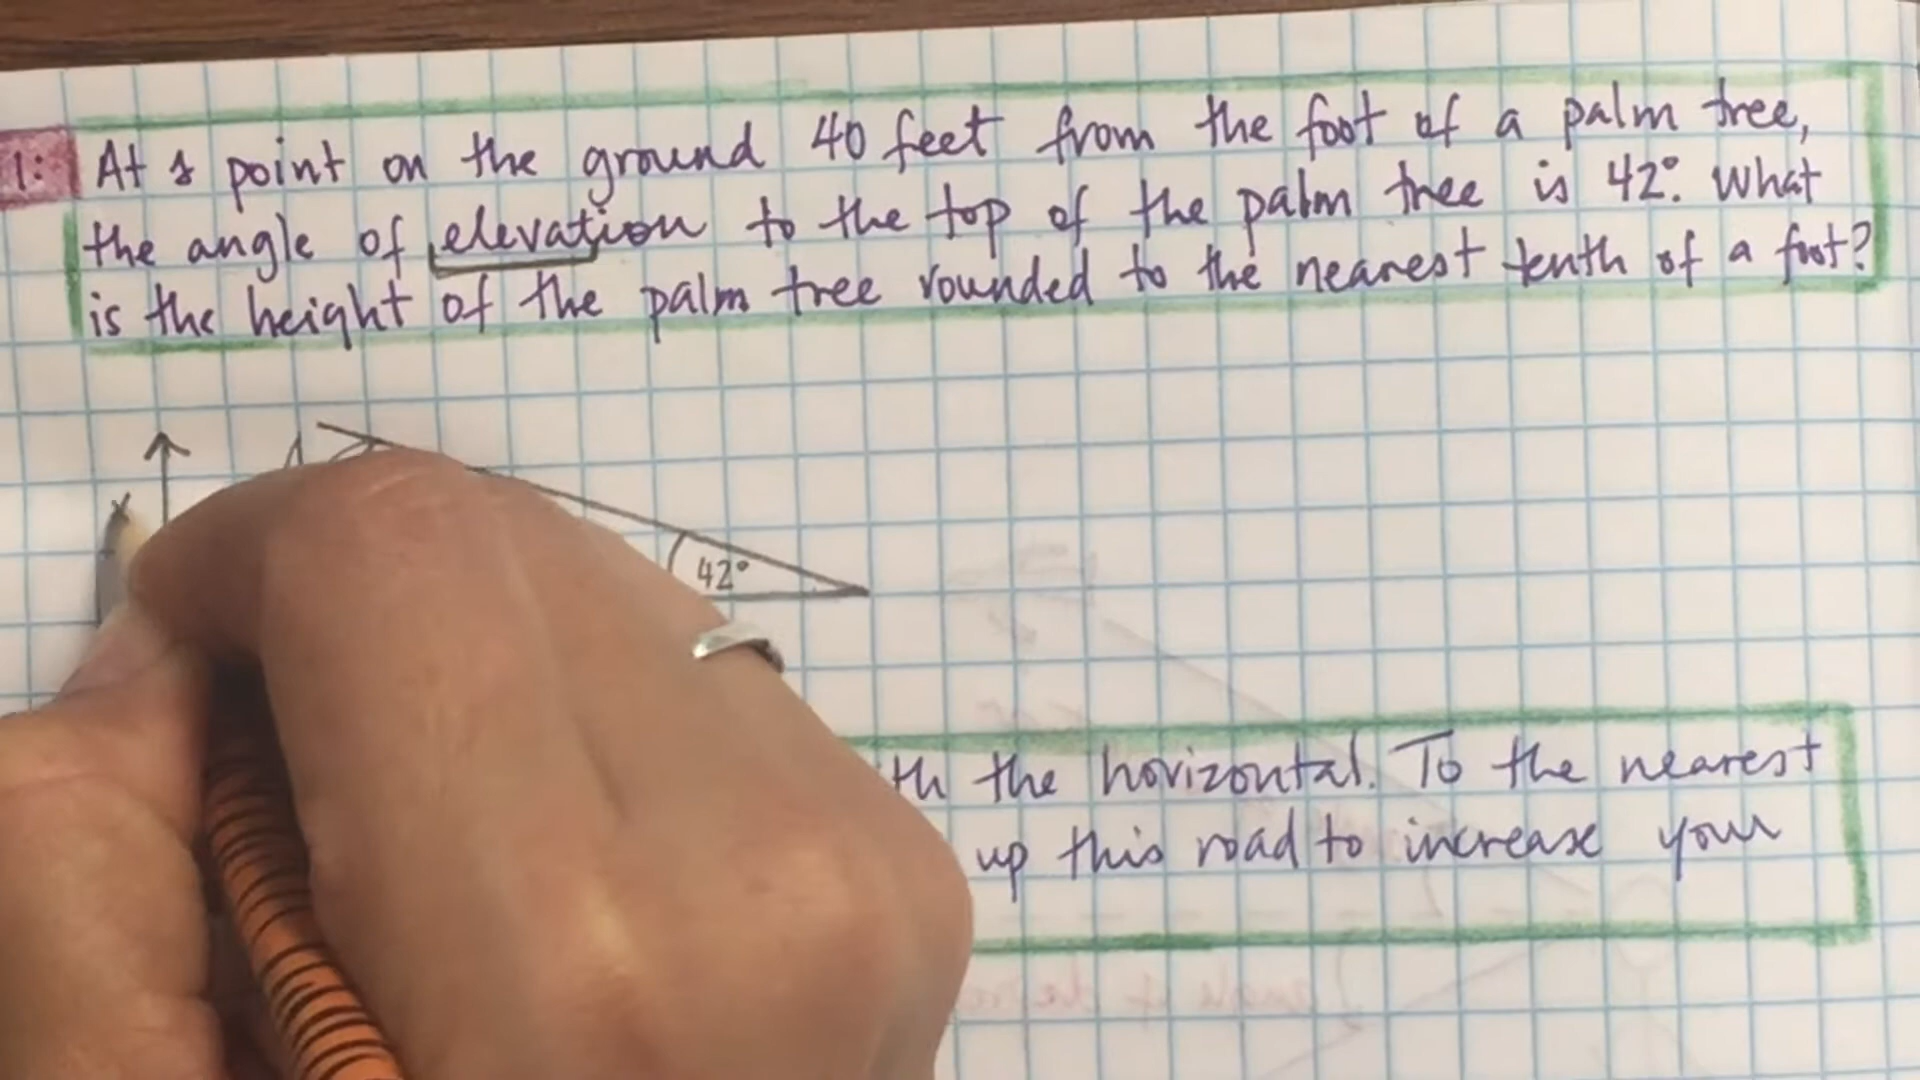 1: At a point on the ground 40 feet from the foot of a palm tree,
the angle of elevation to the top of the palm tree is 42°. What
is the height of the palm tree rounded to the nearest tenth of a foot?
x
42°
the horizontal. To the nearest
up this road to increase your